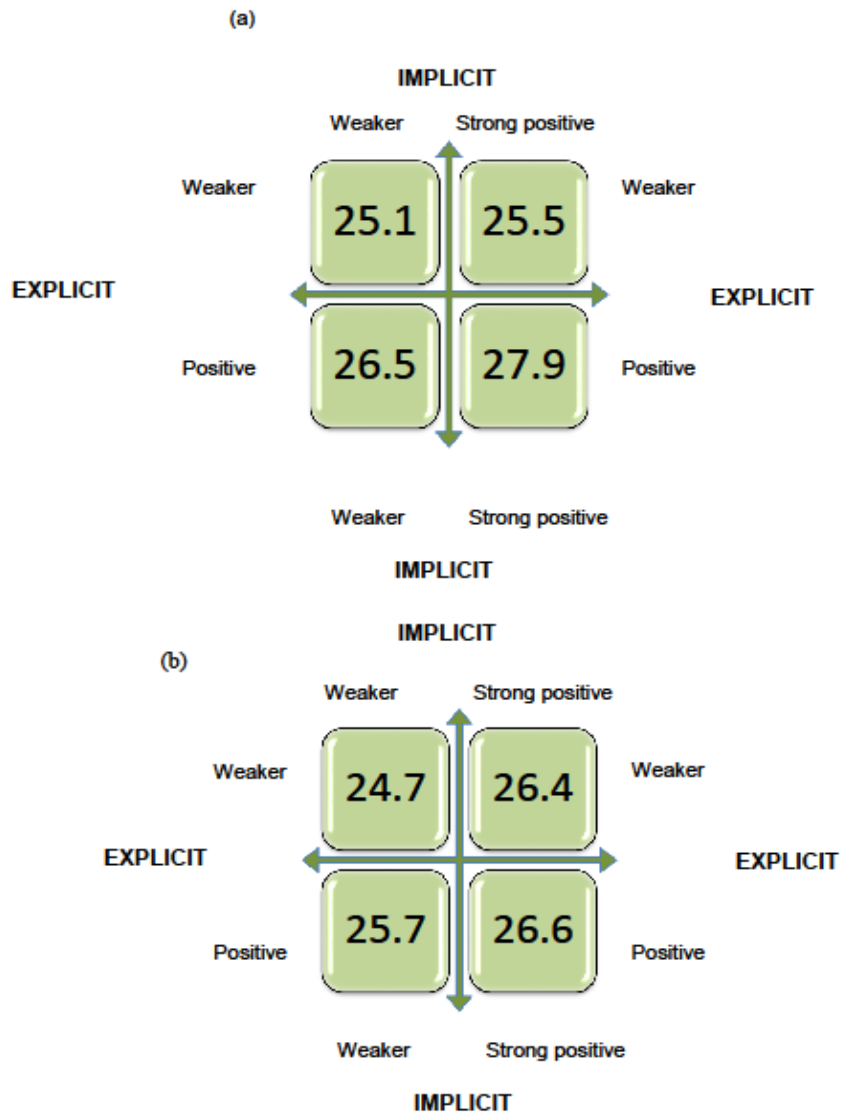 (a)
IMPLICIT
Weaker Strong positive
Weaker 25.1 25.5 Weaker
EXPLICIT EXPLICIT
Positive 26.5 27.9 Positive
Weaker Strong positive
IMPLICIT
IMPLICIT
(b)
Weaker Strong positive
Weaker 24.7 26.4 Weaker
EXPLICIT EXPLICIT
Positive 25.7 26.6 Positive
Weaker Strong positive
IMPLICIT